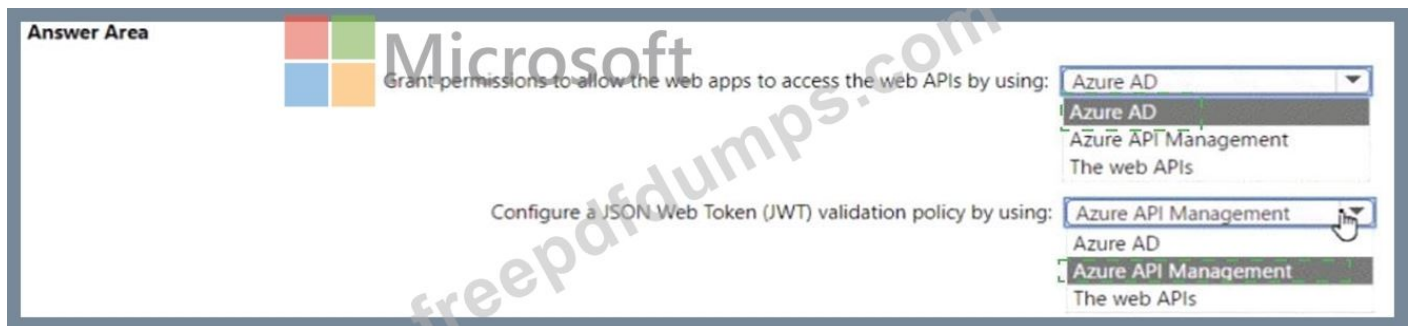 Answer Area
Microsoft
Grant permissions to allow the web apps to access the web APIs by using:
Azure AD
Azure AD
Azure API Management
The web APIs
Configure a JSON Web Token (JWT) validation policy by using:
Azure API Management
Azure AD
Azure API Management
The web APIs
freepdfdumps.com